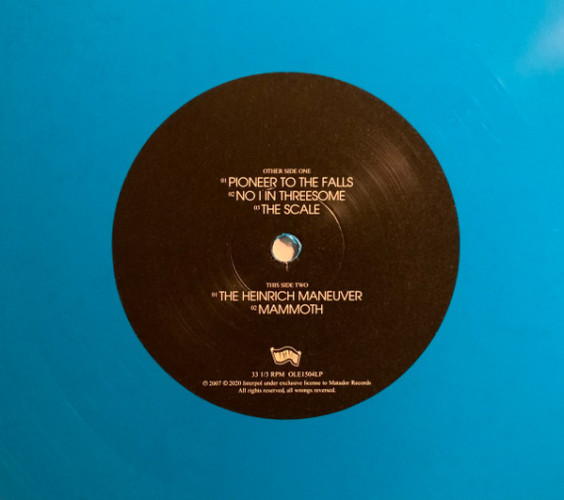 OTHER SIDE ONE
01 PIONEER TO THE FALLS
02 NO I IN THREESOME
03 THE SCALE
THIS SIDE TWO
01 THE HEINRICH MANEUVER
02 MAMMOTH
33 1/3 RPM OLE1504LP
℗ 2007 © 2020 Interpol under exclusive license to Matador Records
All rights reserved, all wrongs reversed.